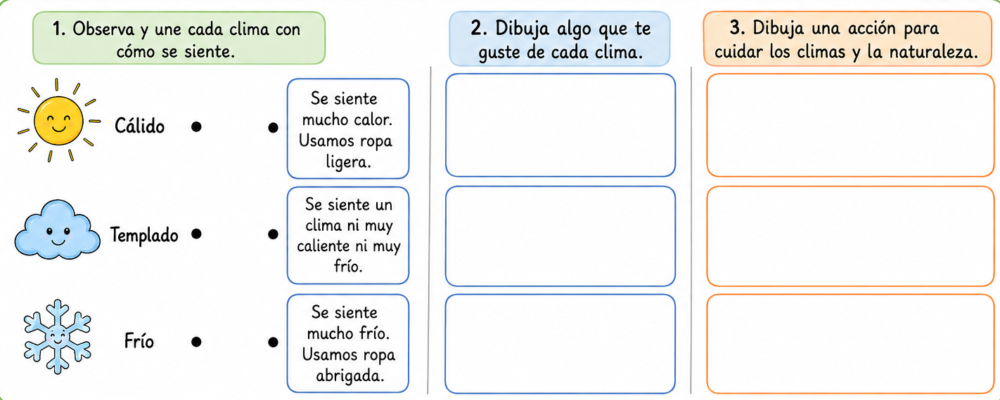 1. Observa y une cada clima con
cómo se siente.
Cálido
Se siente
mucho calor.
Usamos ropa
ligera.
Templado
Se siente un
clima ni muy
caliente ni muy
frío.
Frío
Se siente
mucho frío.
Usamos ropa
abrigada.
2. Dibuja algo que te
guste de cada clima.
3. Dibuja una acción para
cuidar los climas y la naturaleza.